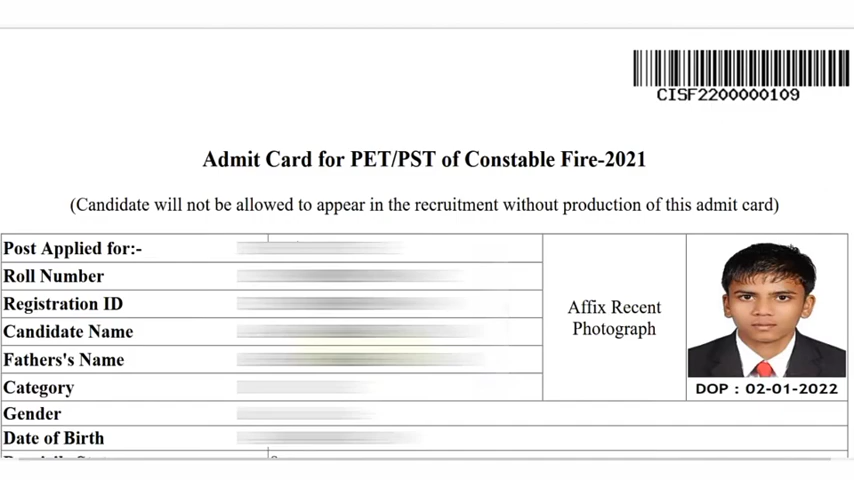 CISF2200000109
Admit Card for PET/PST of Constable Fire-2021
(Candidate will not be allowed to appear in the recruitment without production of this admit card)
Post Applied for:-
Roll Number
Registration ID
Candidate Name
Fathers's Name
Category
Gender
Date of Birth
Affix Recent
Photograph
DOP : 02-01-2022